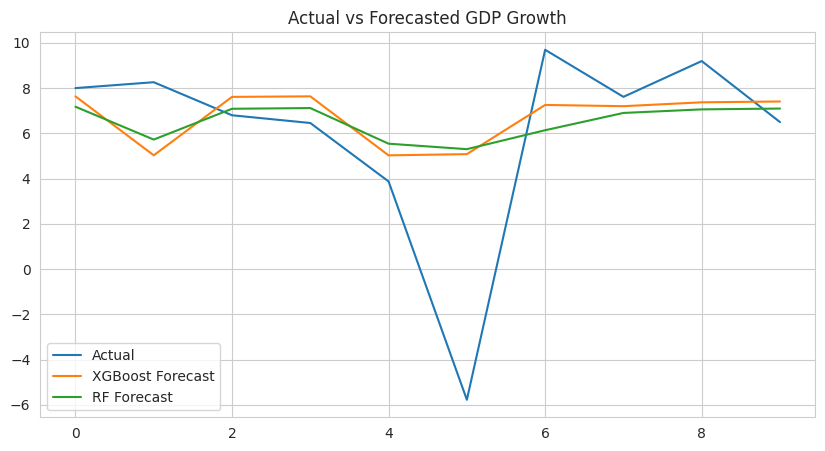 Actual vs Forecasted GDP Growth
10
8
6
4
2
0
−2
−4
−6
Actual
XGBoost Forecast
RF Forecast
0 2 4 6 8